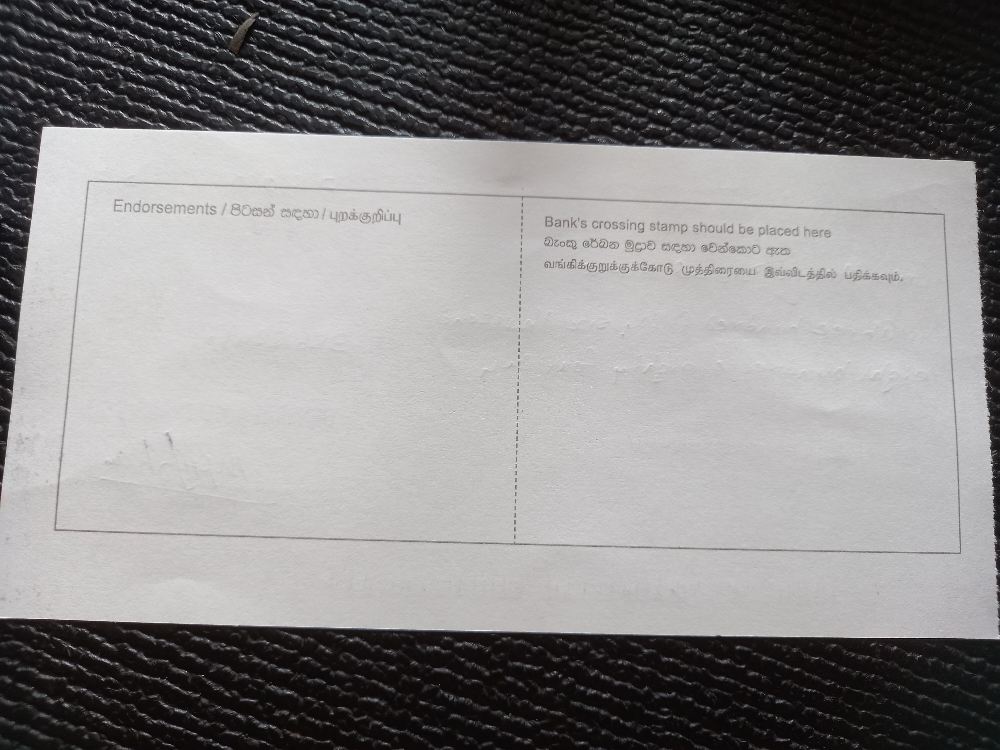 Endorsements / පිටසන් සඳහා / புறக்குறிப்பு
Bank's crossing stamp should be placed here
බැංකු රේඛන මුද්‍රාව සඳහා වෙන්කොට ඇත
வங்கிக்குறுக்குக்கோடு முத்திரையை இவ்விடத்தில் பதிக்கவும்.